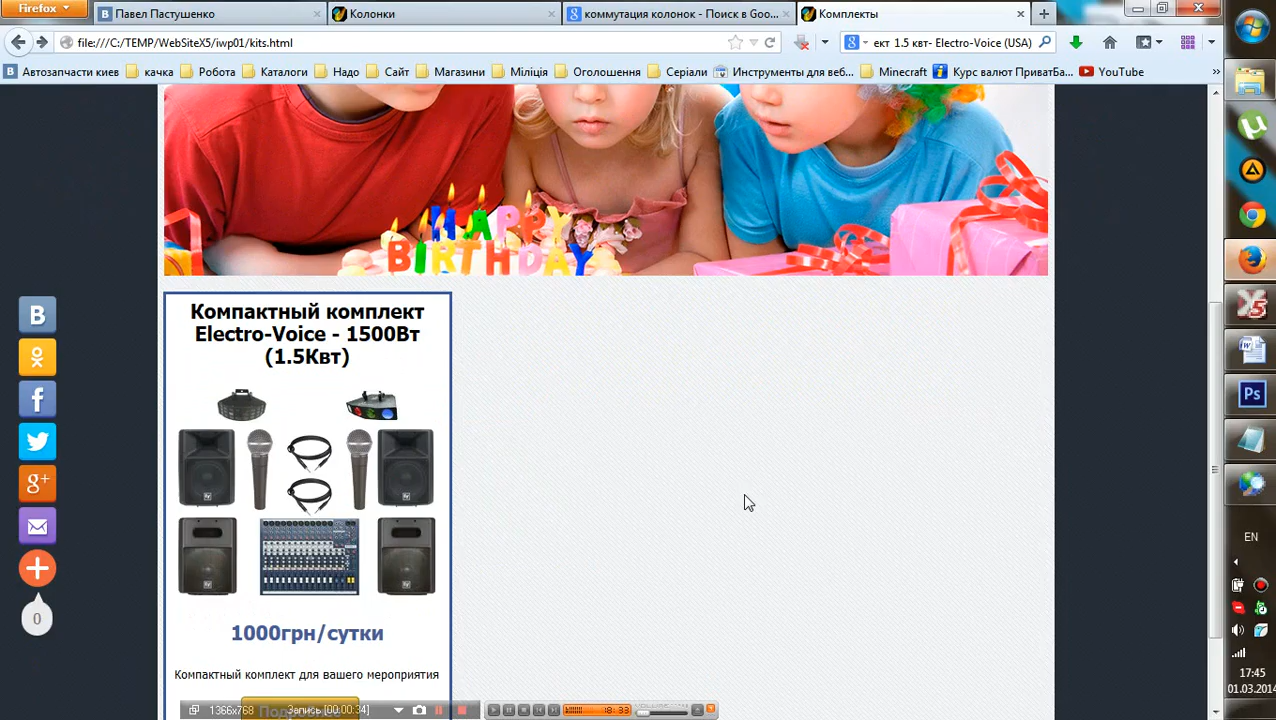 Firefox
Павел Пастушенко
Колонки
коммутация колонок - Поиск в Goo...
Комплекты
file:///C:/TEMP/WebSiteX5/iwp01/kits.html
ект 1.5 квт- Electro-Voice (USA)
Автозапчасти киев
качка
Робота
Каталоги
Надо
Сайт
Магазини
Міліція
Оголошення
Серіали
Инструменты для веб...
Minecraft
Курс валют ПриватБа...
YouTube
»
HAPPY
BIRTHDAY
Компактный комплект
Electro-Voice - 1500Вт
(1.5Квт)
1000грн/сутки
Компактный комплект для вашего мероприятия
0
1366x768
Запись [00:00:34]
Ps
EN
17:45
01.03.2014